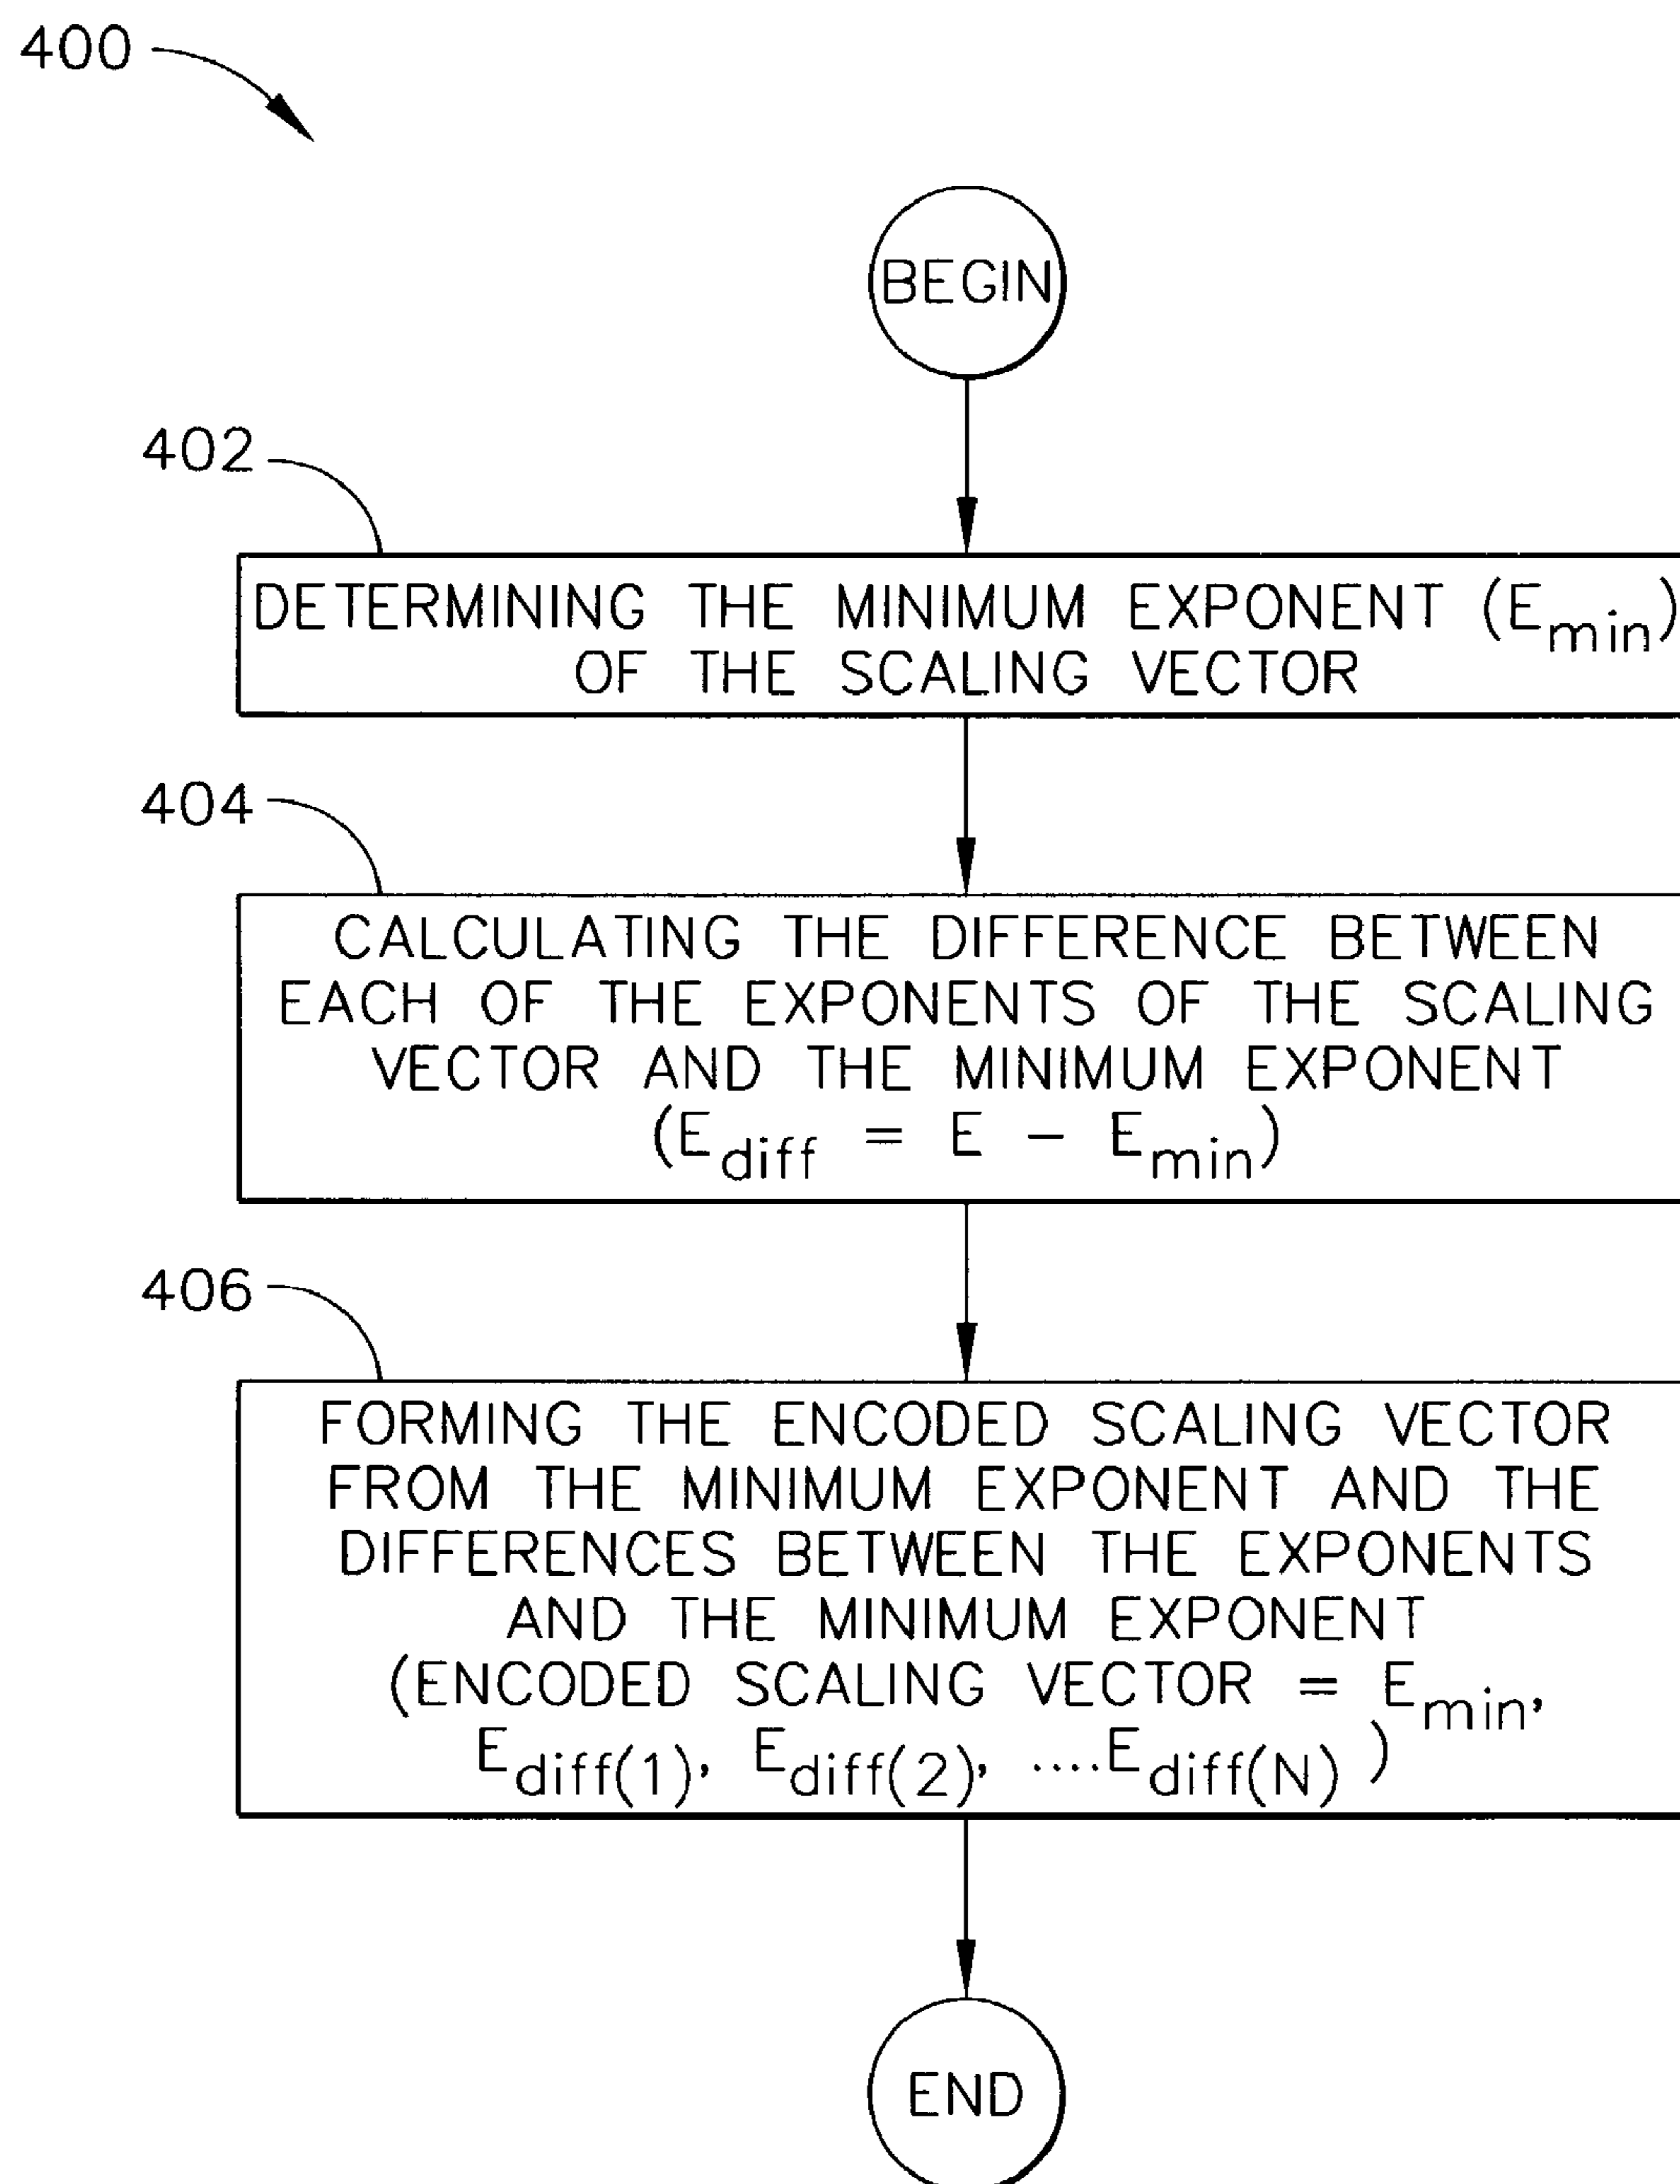 400
BEGIN
402
DETERMINING THE MINIMUM EXPONENT (Emin)
OF THE SCALING VECTOR
404
CALCULATING THE DIFFERENCE BETWEEN
EACH OF THE EXPONENTS OF THE SCALING
VECTOR AND THE MINIMUM EXPONENT
(Ediff = E - Emin)
406
FORMING THE ENCODED SCALING VECTOR
FROM THE MINIMUM EXPONENT AND THE
DIFFERENCES BETWEEN THE EXPONENTS
AND THE MINIMUM EXPONENT
(ENCODED SCALING VECTOR = Emin,
Ediff(1), Ediff(2), ....Ediff(N) )
END